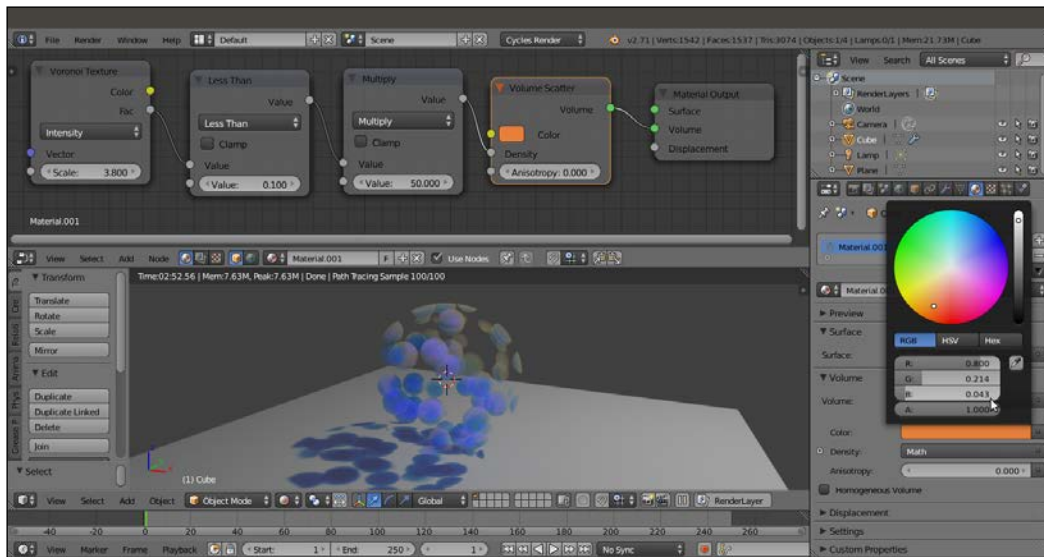 File Render Window Help Default Scene Cycles Render v2.71 | Verts:1542 | Faces:1537 | Tris:3074 | Objects:1/4 | Lamps:0/1 | Mem:21.73M | Cube
Voronoi Texture
Color
Fac
Intensity
Vector
Scale: 3.800
Less Than
Value
Less Than
Clamp
Value
Value: 0.100
Multiply
Value
Multiply
Clamp
Value
Value: 50.000
Volume Scatter
Volume
Color
Density
Anisotropy: 0.000
Material Output
Surface
Volume
Displacement
Material.001
View Select Add Node Material.001 F Use Nodes
View Search All Scenes
Scene
RenderLayers
World
Camera
Cube
Lamp
Plane
Material.001
RGB HSV Hex
R: 0.800
G: 0.214
B: 0.043
A: 1.000
Preview
Surface
Surface:
Volume
Volume:
Color:
Density: Math
Anisotropy: 0.000
Homogeneous Volume
Displacement
Settings
Custom Properties
Transform
Translate
Rotate
Scale
Mirror
Edit
Duplicate
Duplicate Linked
Delete
Join
Select
Time:02:52.56 | Mem:7.63M, Peak:7.63M | Done | Path Tracing Sample 100/100
(1) Cube
View Select Add Object Object Mode Global RenderLayer
-40 -20 0 20 40 60 80 100 120 140 160 180 200 220 240 260
View Marker Frame Playback Start: 1 End: 250 1 No Sync